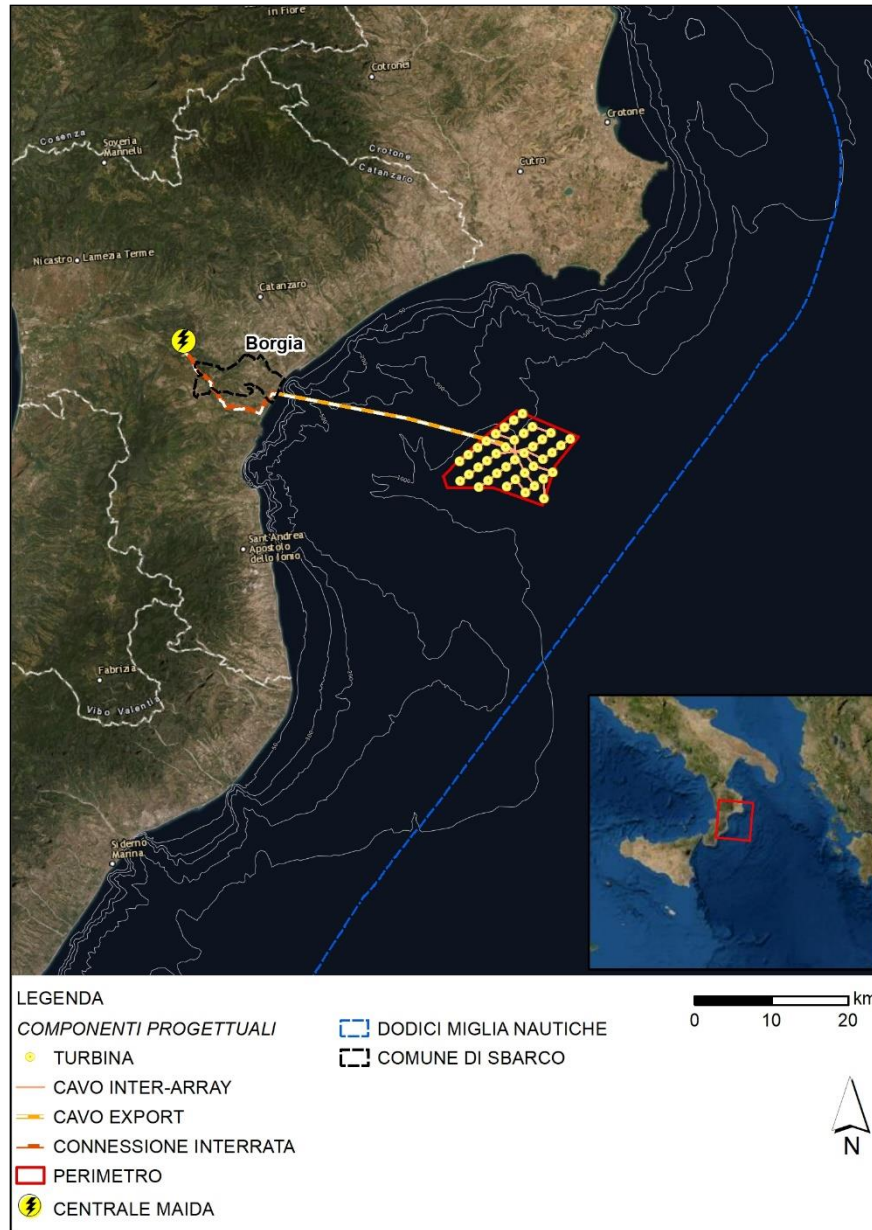 in Fiore
Cotronei
Crotone
Cosenza
Soveria
Mannelli
Crotone
Catanzaro
Cutro
Nicastro
Lamezia Terme
Catanzaro
Borgia
Sant'Andrea
Apostolo
dello Ionio
Fabrizia
Vibo Valentia
Siderno
Marina
LEGENDA
COMPONENTI PROGETTUALI
TURBINA
CAVO INTER-ARRAY
CAVO EXPORT
CONNESSIONE INTERRATA
PERIMETRO
CENTRALE MAIDA
DODICI MIGLIA NAUTICHE
COMUNE DI SBARCO
km
0 10 20
N